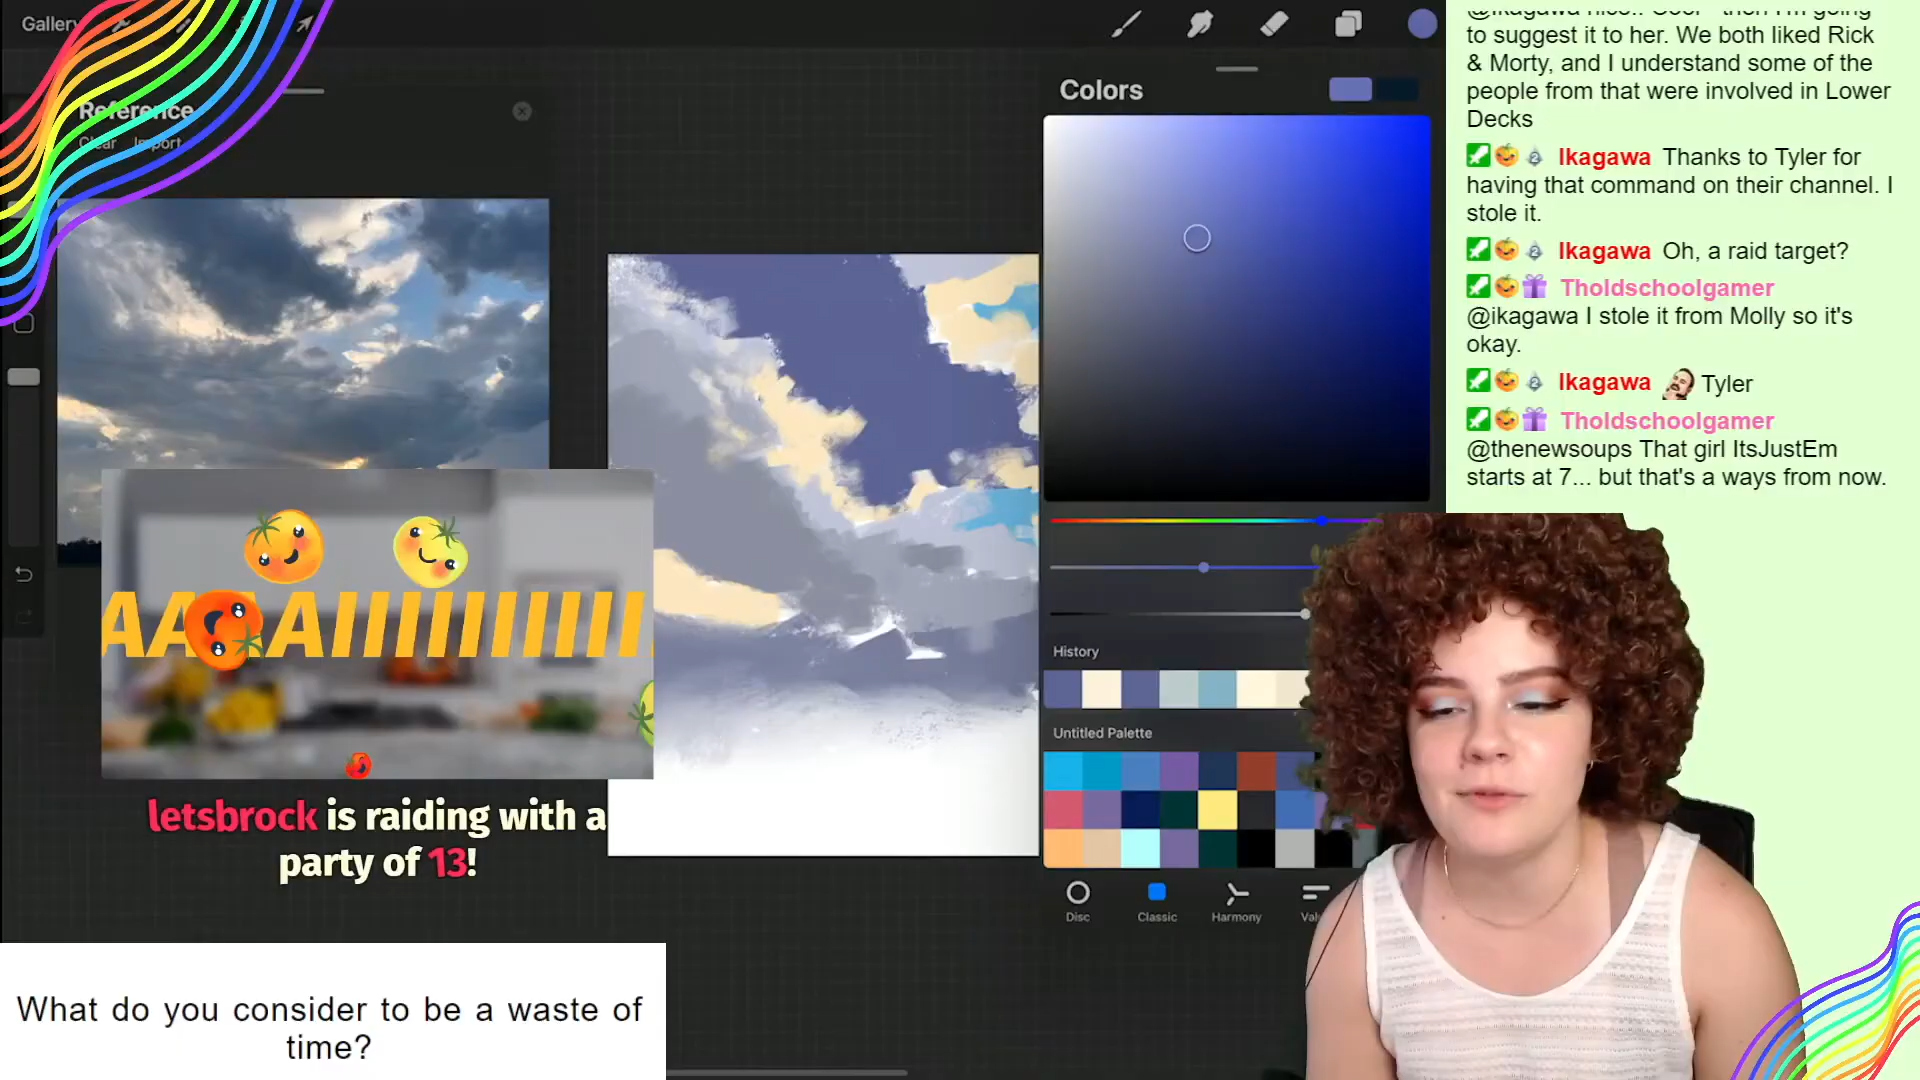 Gallery
Reference
Clear Import
Colors
History
Untitled Palette
Disc
Classic
Harmony
AAAAIIIIIIIIII
letsbrock is raiding with a
party of 13!
What do you consider to be a waste of
time?
to suggest it to her. We both liked Rick
& Morty, and I understand some of the
people from that were involved in Lower
Decks
Ikagawa Thanks to Tyler for
having that command on their channel. I
stole it.
Ikagawa Oh, a raid target?
Tholdschoolgamer
@ikagawa I stole it from Molly so it's
okay.
Ikagawa Tyler
Tholdschoolgamer
@thenewsoups That girl ItsJustEm
starts at 7... but that's a ways from now.